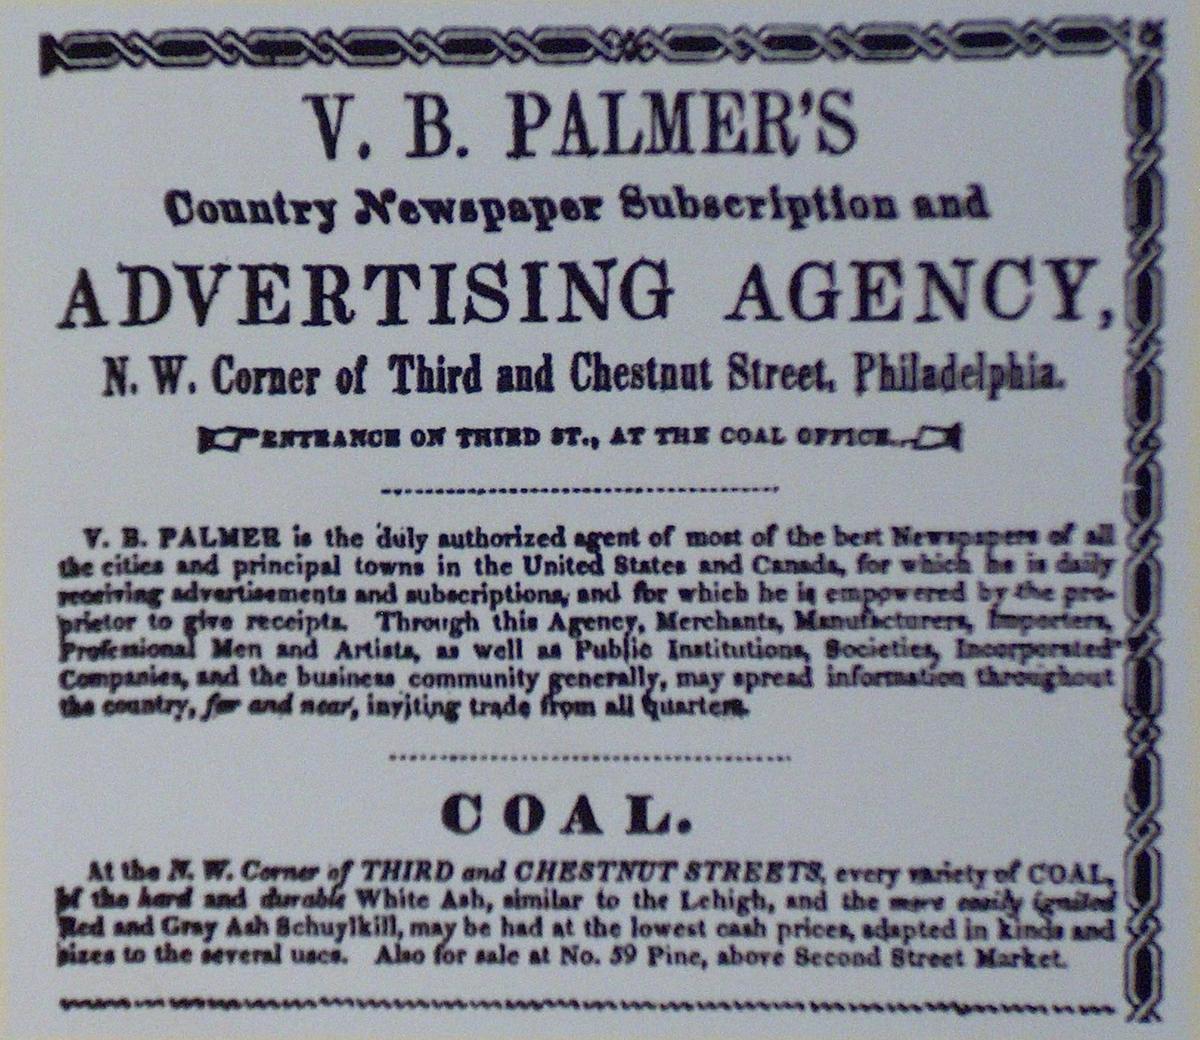 V. B. PALMER'S
Country Newspaper Subscription and
ADVERTISING AGENCY,
N. W. Corner of Third and Chestnut Street, Philadelphia.
ENTRANCE ON THIRD ST., AT THE COAL OFFICE.
V. B. PALMER is the duly authorized agent of most of the best Newspapers of all
the cities and principal towns in the United States and Canada, for which he is daily
receiving advertisements and subscriptions, and for which he is empowered by the pro-
prietor to give receipts. Through this Agency, Merchants, Manufacturers, Importers,
Professional Men and Artists, as well as Public Institutions, Societies, Incorporated
Companies, and the business community generally, may spread information throughout
the country, far and near, inviting trade from all quarters.
COAL.
At the N. W. Corner of THIRD and CHESTNUT STREETS, every variety of COAL,
of the hard and durable White Ash, similar to the Lehigh, and the more easily ignited
Red and Gray Ash Schuylkill, may be had at the lowest cash prices, adapted in kinds and
sizes to the several uses. Also for sale at No. 59 Pine, above Second Street Market.